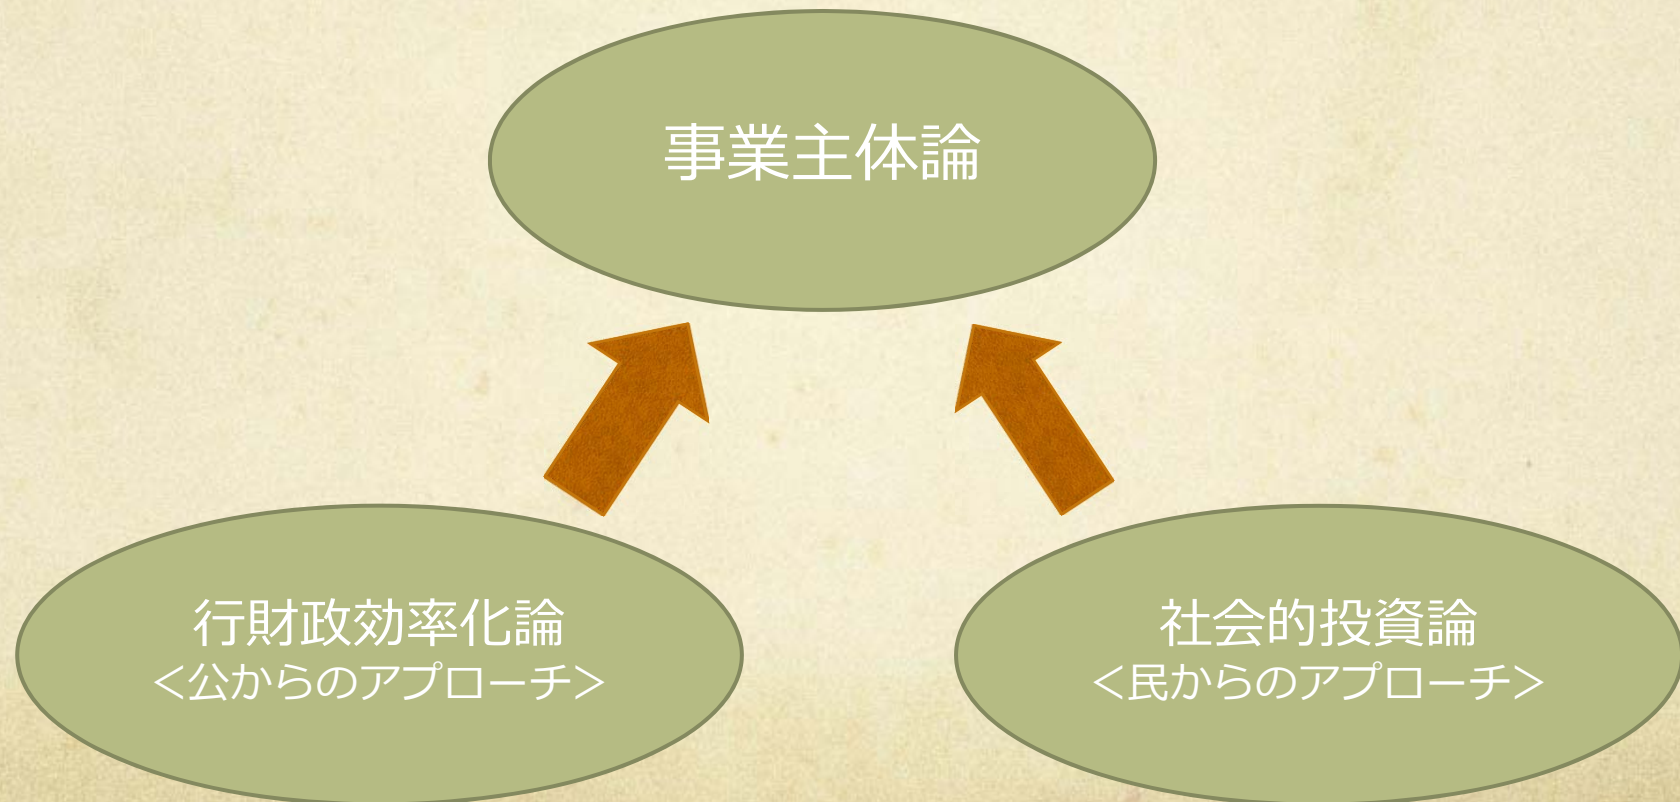 事業主体論
行財政効率化論
＜公からのアプローチ＞
社会的投資論
＜民からのアプローチ＞